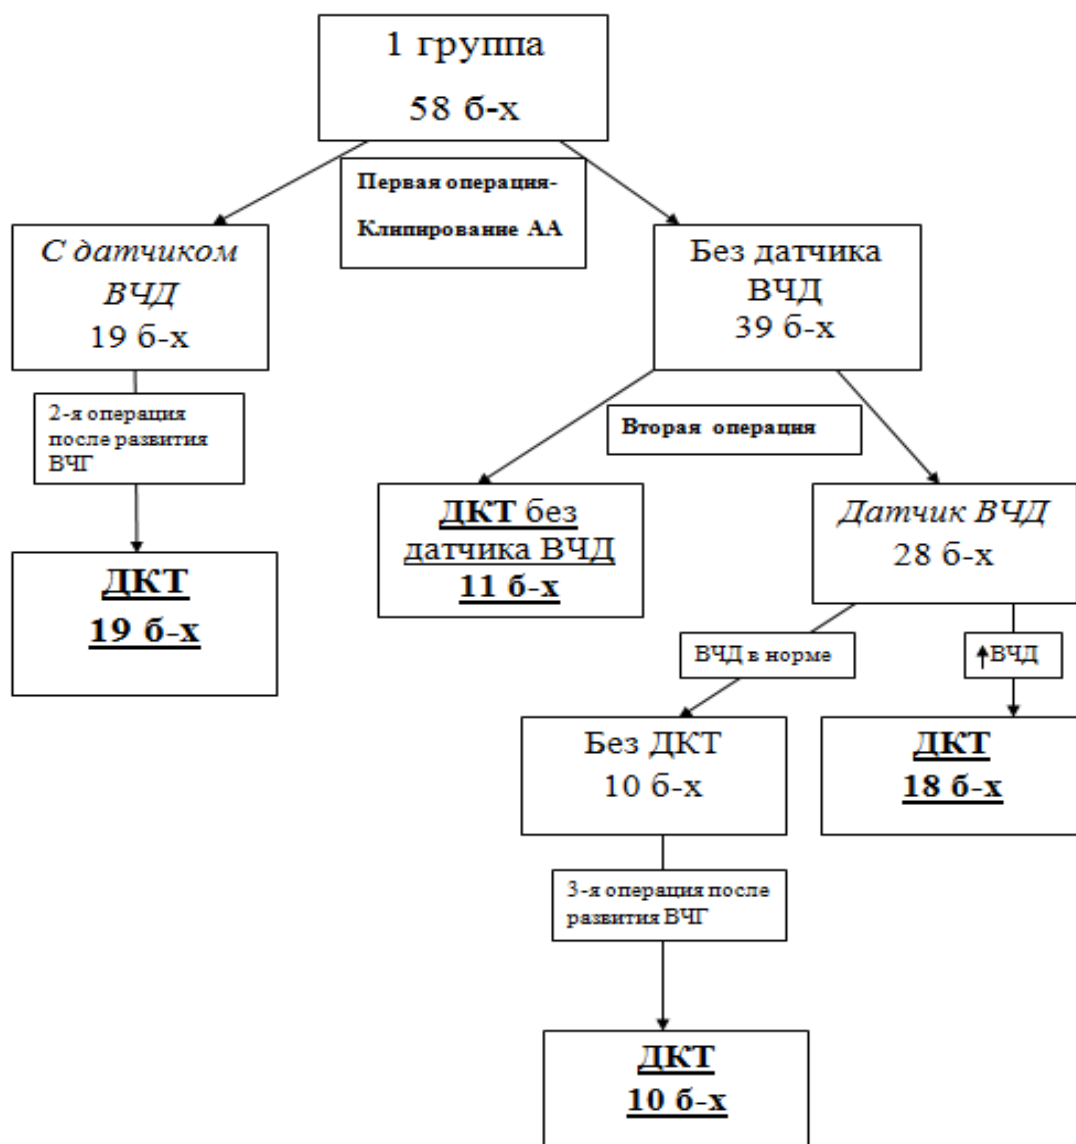 1 группа
58 б-х
Первая операция-
Клипирование АА
С датчиком
ВЧД
19 б-х
Без датчика
ВЧД
39 б-х
2-я операция
после развития
ВЧГ
Вторая операция
ДКТ
19 б-х
ДКТ без
датчика ВЧД
11 б-х
Датчик ВЧД
28 б-х
ВЧД в норме
↑ВЧД
Без ДКТ
10 б-х
ДКТ
18 б-х
3-я операция после
развития ВЧГ
ДКТ
10 б-х